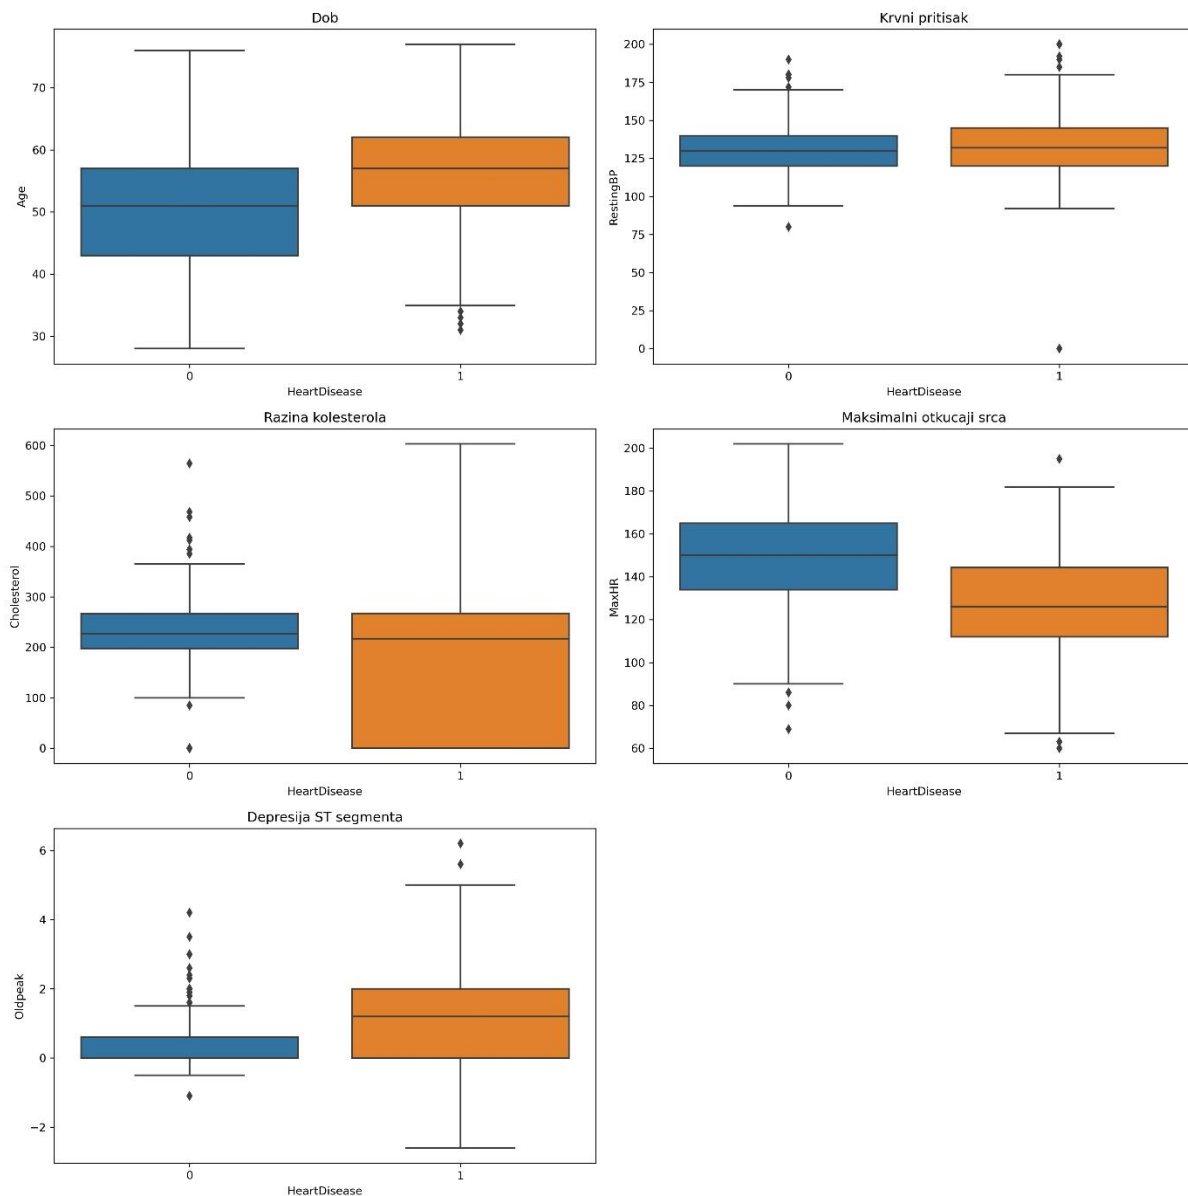 Dob
Age
70
60
50
40
30
0
1
HeartDisease
Krvni pritisak
RestingBP
200
175
150
125
100
75
50
25
0
0
1
HeartDisease
Razina kolesterola
Cholesterol
600
500
400
300
200
100
0
0
1
HeartDisease
Maksimalni otkucaji srca
MaxHR
200
180
160
140
120
100
80
60
0
1
HeartDisease
Depresija ST segmenta
Oldpeak
6
4
2
0
−2
0
1
HeartDisease